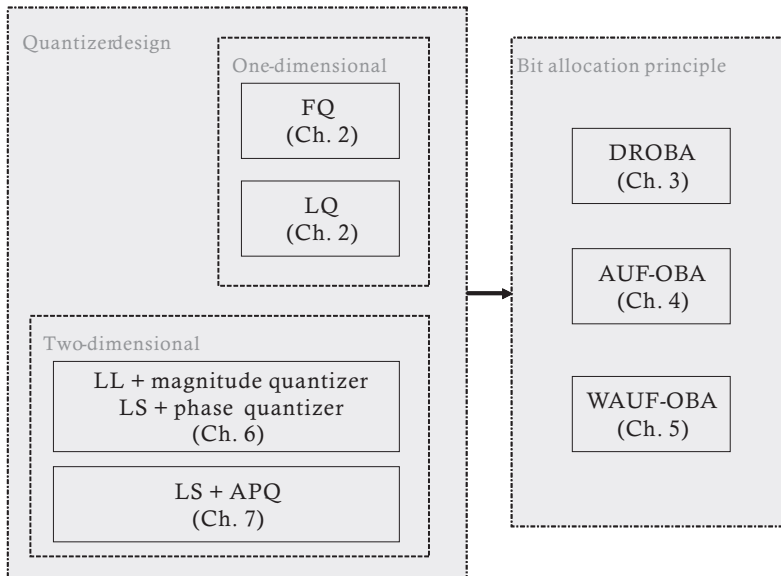 Quantizerdesign
One-dimensional
FQ
(Ch. 2)
LQ
(Ch. 2)
Two-dimensional
LL + magnitude quantizer
LS + phase quantizer
(Ch. 6)
LS + APQ
(Ch. 7)
Bit allocation principle
DROBA
(Ch. 3)
AUF-OBA
(Ch. 4)
WAUF-OBA
(Ch. 5)